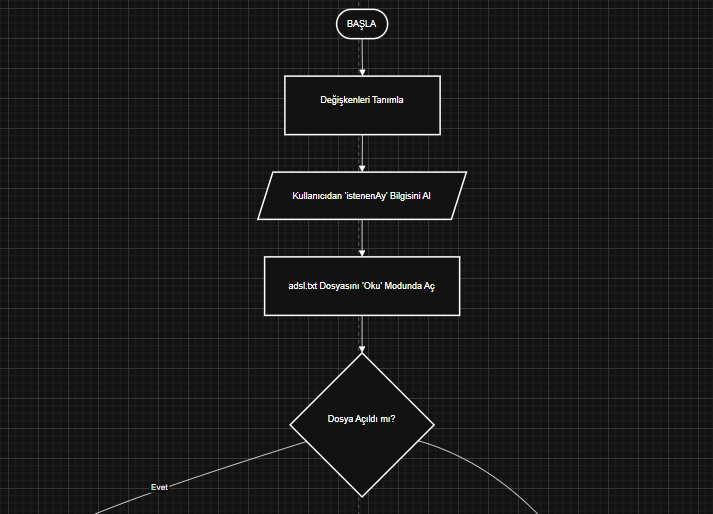 BAŞLA
Değişkenleri Tanımla
Kullanıcıdan 'istenenAy' Bilgisini Al
adsl.txt Dosyasını 'Oku' Modunda Aç
Dosya Açıldı mı?
Evet